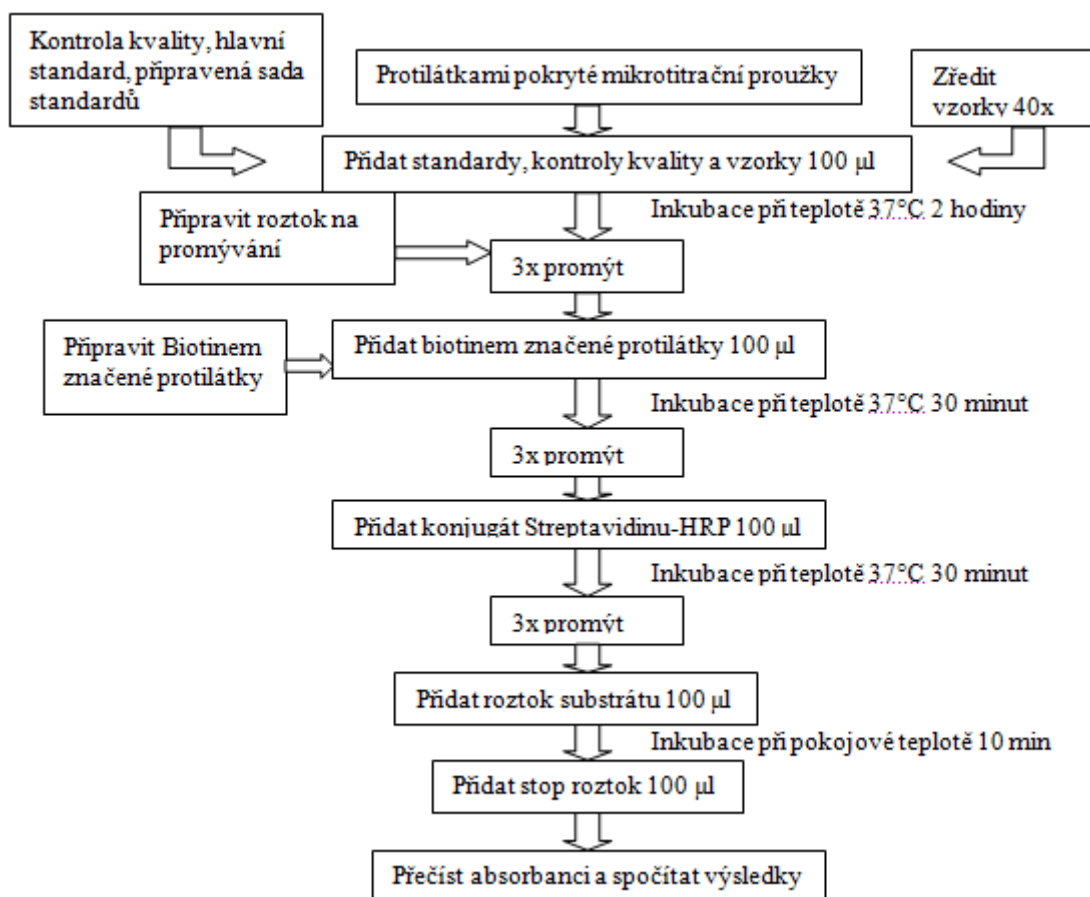 Kontrola kvality, hlavní
standard, připravená sada
standardů
Protilátkami pokryté mikrotitrační proužky
Zředit
vzorky 40x
Přidat standardy, kontroly kvality a vzorky 100 µl
Inkubace při teplotě 37°C 2 hodiny
Připravit roztok na
promývání
3x promýt
Připravit Biotinem
značené protilátky
Přidat biotinem značené protilátky 100 µl
Inkubace při teplotě 37°C 30 minut
3x promýt
Přidat konjugát Streptavidinu-HRP 100 µl
Inkubace při teplotě 37°C 30 minut
3x promýt
Přidat roztok substrátu 100 µl
Inkubace při pokojové teplotě 10 min
Přidat stop roztok 100 µl
Přečíst absorbanci a spočítat výsledky